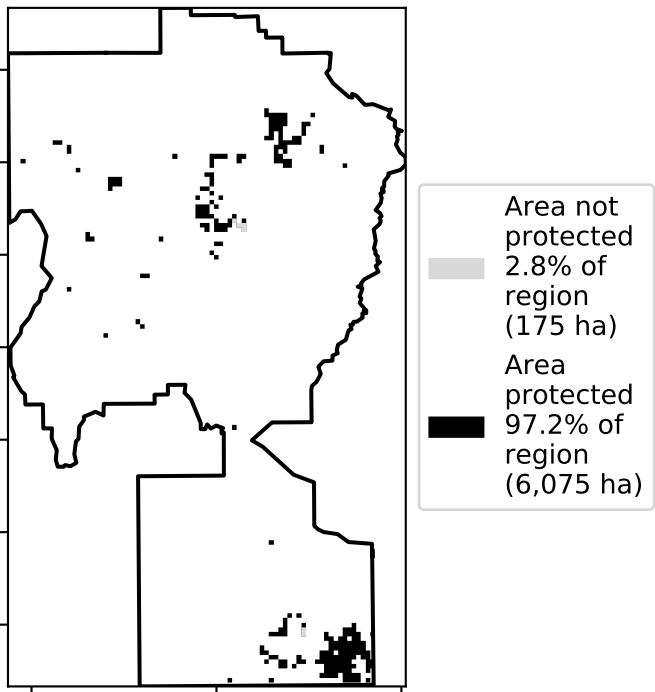 Area not
protected
2.8% of
region
(175 ha)
Area
protected
97.2% of
region
(6,075 ha)